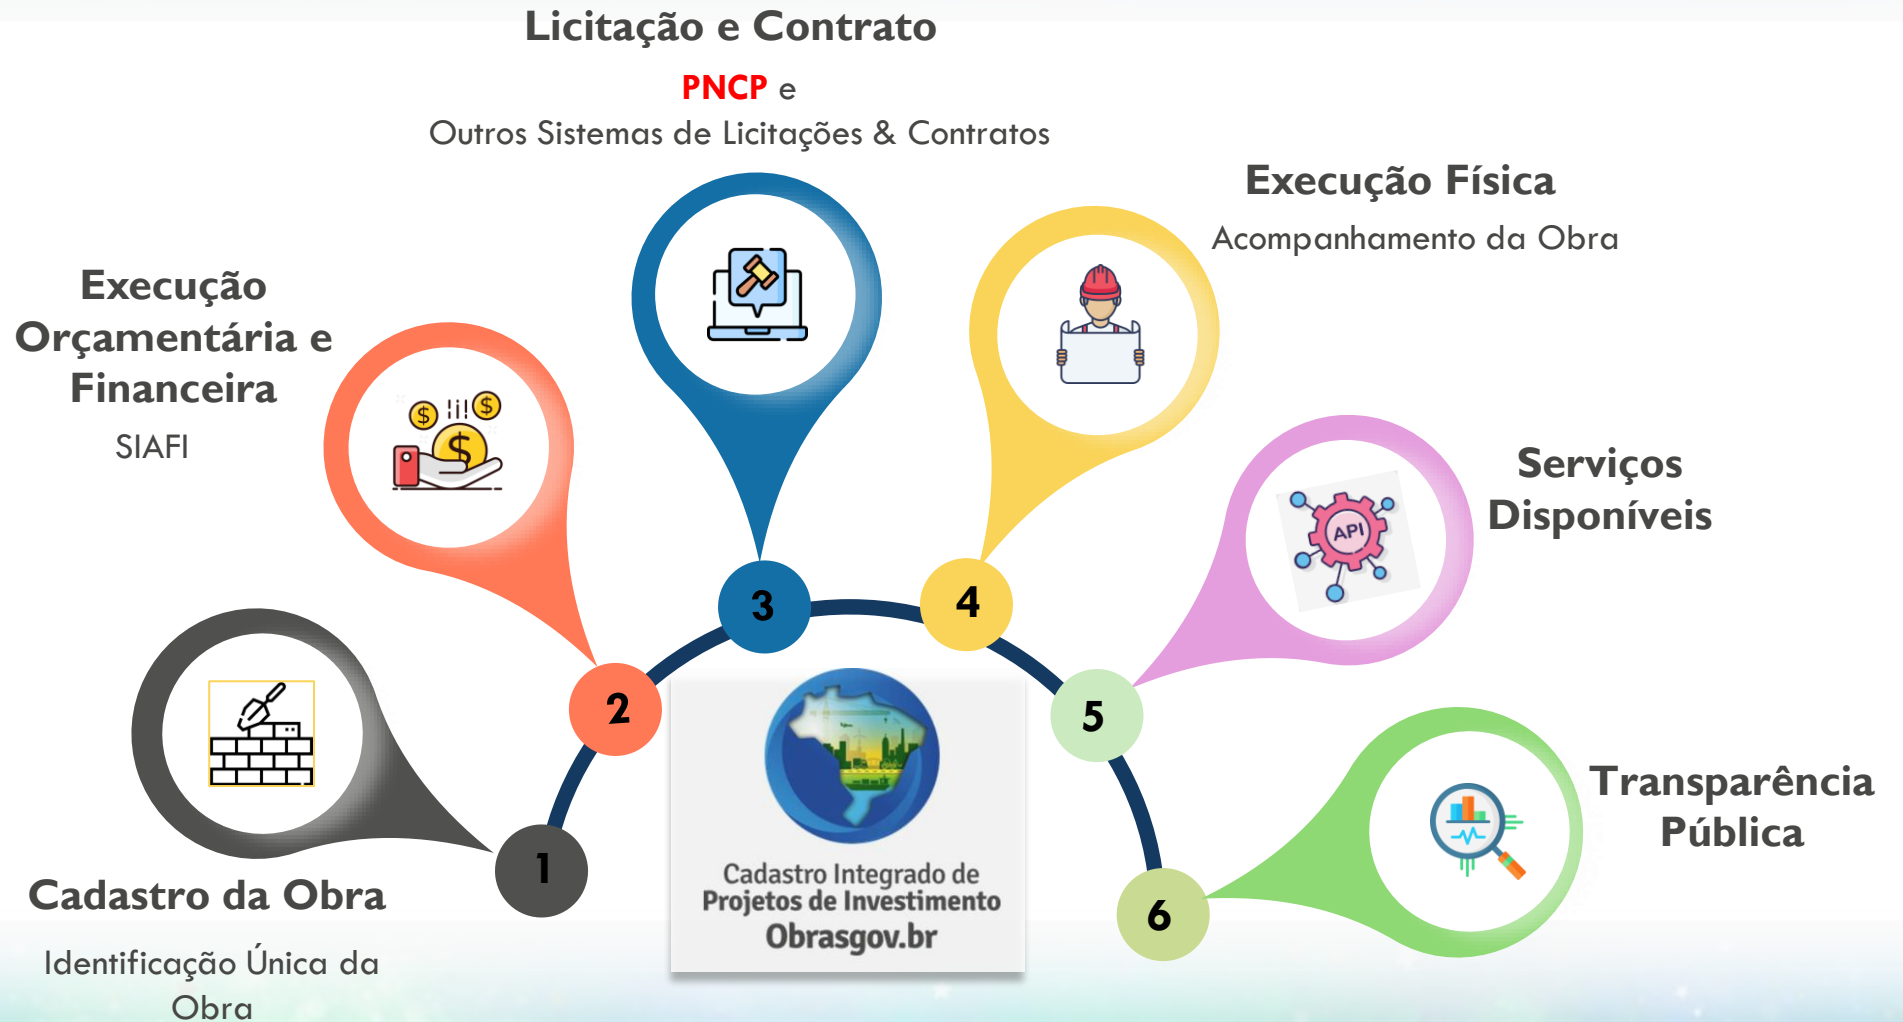 Licitação e Contrato
PNCP e
Outros Sistemas de Licitações & Contratos
Execução Física
Acompanhamento da Obra
Execução
Orçamentária e
Financeira
SIAFI
Serviços
Disponíveis
API
Transparência
Pública
Cadastro da Obra
Identificação Única da
Obra
1
2
3
4
5
6
Cadastro Integrado de
Projetos de Investimento
Obrasgov.br